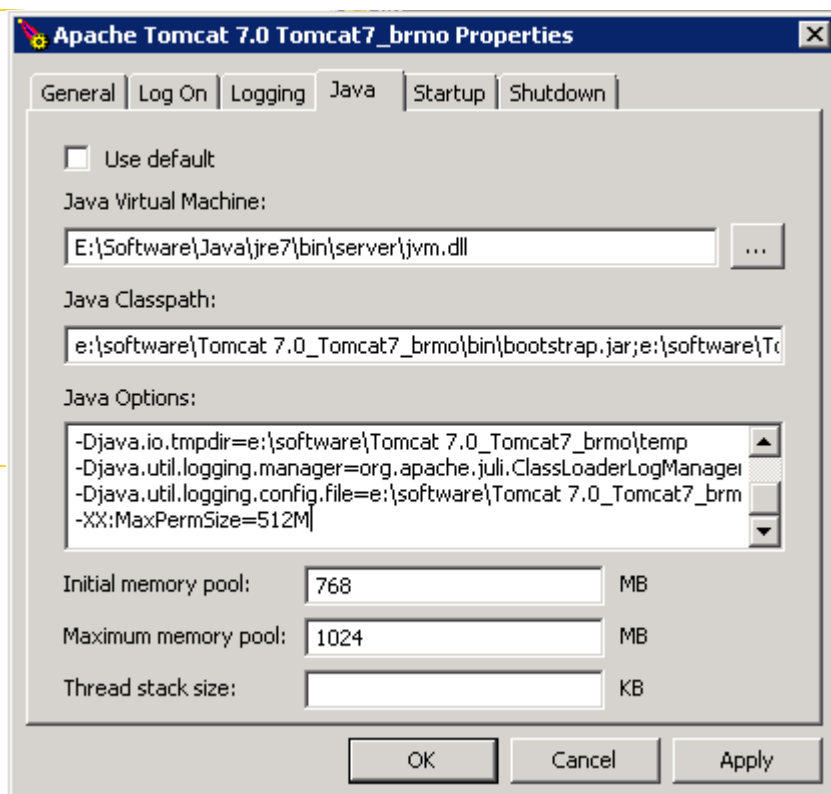 Apache Tomcat 7.0 Tomcat7_brmo Properties
General Log On Logging Java Startup Shutdown
Use default
Java Virtual Machine:
E:\Software\Java\jre7\bin\server\jvm.dll
...
Java Classpath:
e:\software\Tomcat 7.0_Tomcat7_brmo\bin\bootstrap.jar;e:\software\To
Java Options:
-Djava.io.tmpdir=e:\software\Tomcat 7.0_Tomcat7_brmo\temp
-Djava.util.logging.manager=org.apache.juli.ClassLoaderLogManager
-Djava.util.logging.config.file=e:\software\Tomcat 7.0_Tomcat7_brm
-XX:MaxPermSize=512M
Initial memory pool: 768 MB
Maximum memory pool: 1024 MB
Thread stack size: KB
OK Cancel Apply